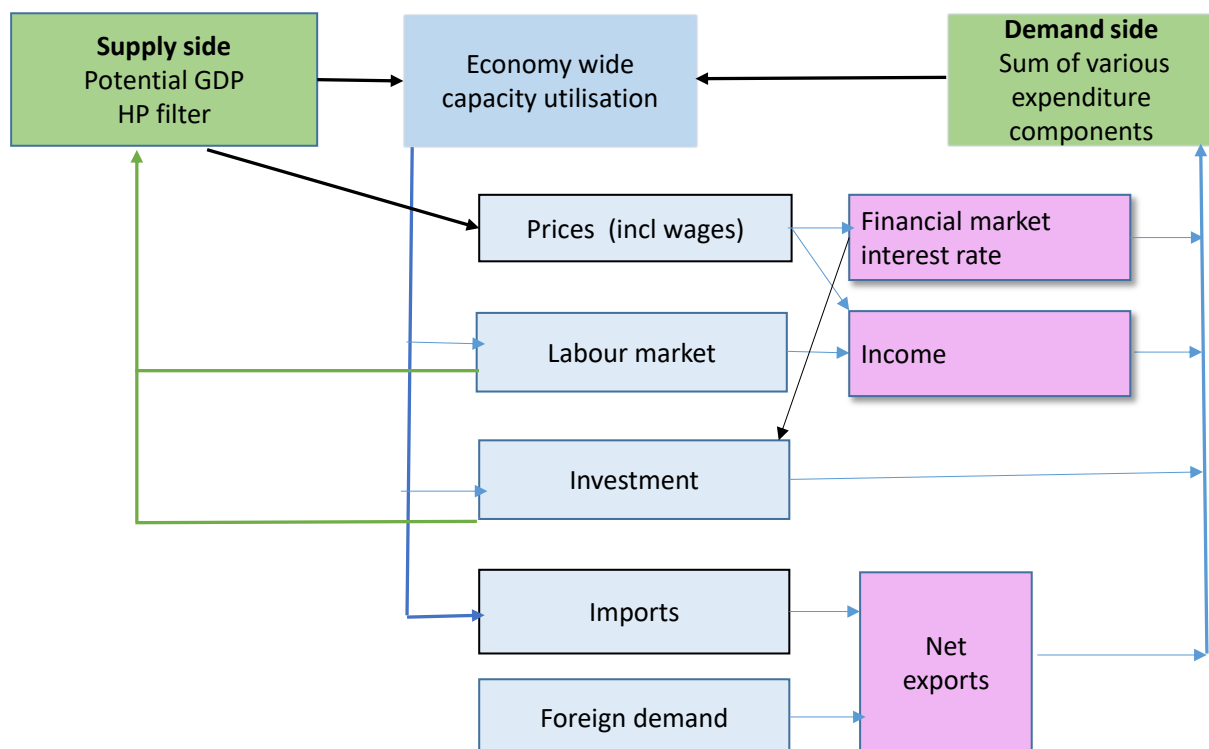 Supply side
Potential GDP
HP filter
Economy wide
capacity utilisation
Demand side
Sum of various
expenditure
components
Prices (incl wages)
Financial market
interest rate
Labour market
Income
Investment
Imports
Net
exports
Foreign demand